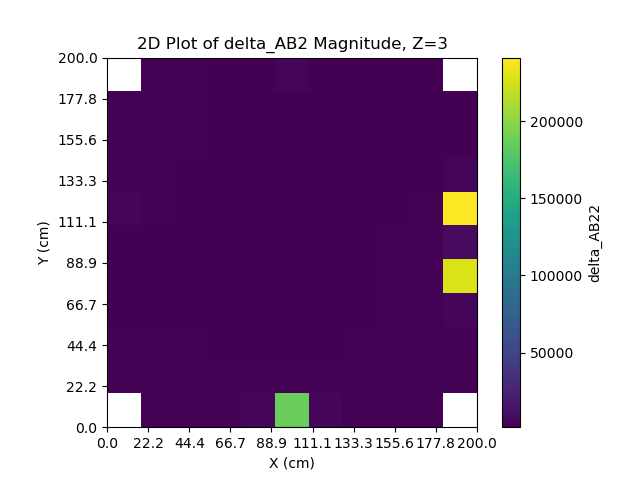 2D Plot of delta_AB2 Magnitude, Z=3
200.0
177.8
155.6
133.3
111.1
88.9
66.7
44.4
22.2
0.0
Y (cm)
0.0 22.2 44.4 66.7 88.9 111.1 133.3 155.6 177.8 200.0
X (cm)
200000
150000
100000
50000
delta_AB22